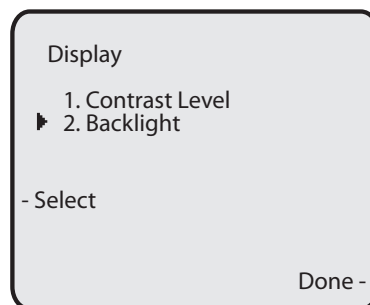 Display
1. Contrast Level
2. Backlight
- Select
Done -